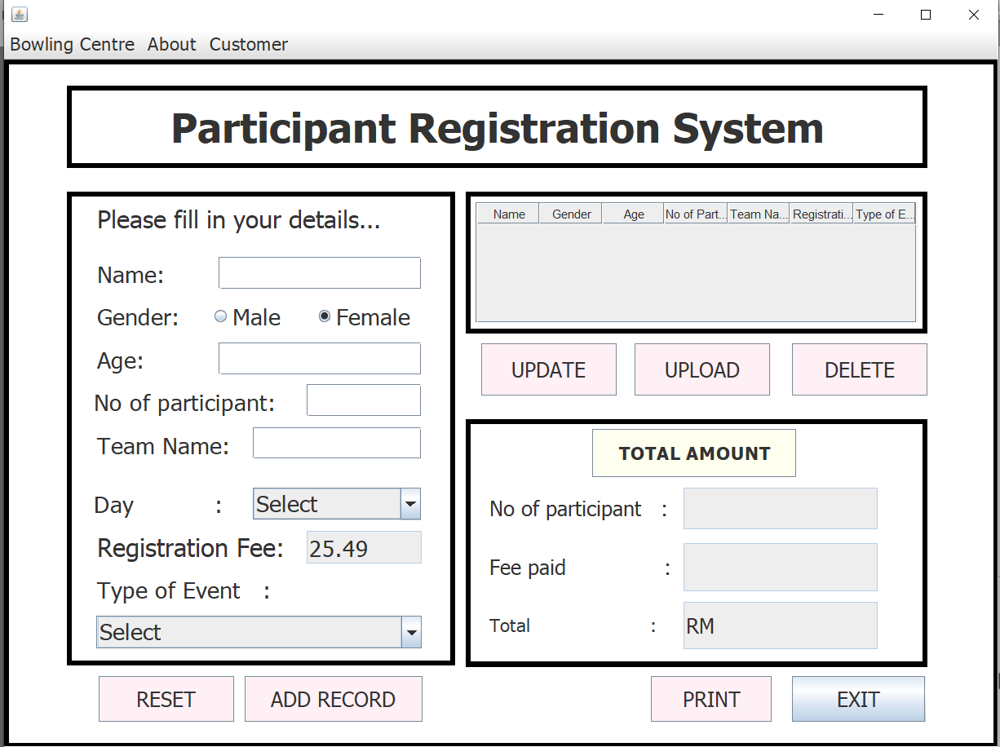 Bowling Centre About Customer
Participant Registration System
Please fill in your details...
Name:
Gender: Male Female
Age:
No of participant:
Team Name:
Day : Select
Registration Fee: 25.49
Type of Event :
Select
RESET ADD RECORD
Name Gender Age No of Part... Team Na... Registrati... Type of E...
UPDATE UPLOAD DELETE
TOTAL AMOUNT
No of participant :
Fee paid :
Total : RM
PRINT EXIT